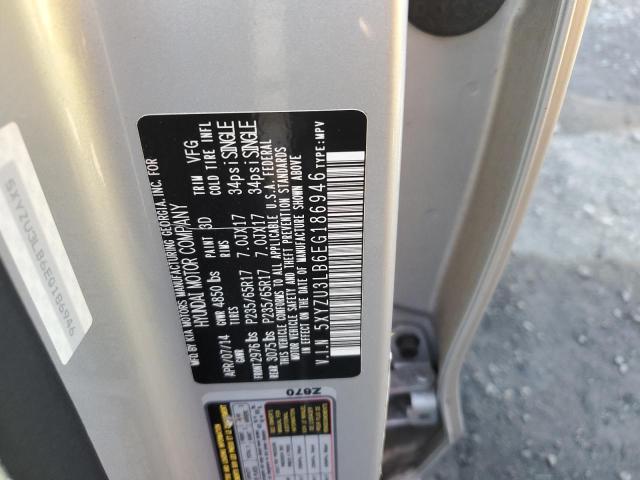 MFD BY KIA MOTORS MANUFACTURING GEORGIA, INC. FOR
HYUNDAI MOTOR COMPANY
APR/07/14 GVWR 4850 lbs PAINT 3D TRIM VFG
GAWR TIRES RIMS COLD TIRE INFL
FRONT 2976 lbs P235/65R17 7.0JX17 34psi SINGLE
REAR 3075 lbs P235/65R17 7.0JX17 34psi SINGLE
THIS VEHICLE CONFORMS TO ALL APPLICABLE U.S.A. FEDERAL
MOTOR VEHICLE SAFETY AND THEFT PREVENTION STANDARDS
IN EFFECT ON THE DATE OF MANUFACTURE SHOWN ABOVE
V.I.N 5XYZU3LB6EG186946 TYPE: MPV
5XYZU3LB6EG186946
Z870